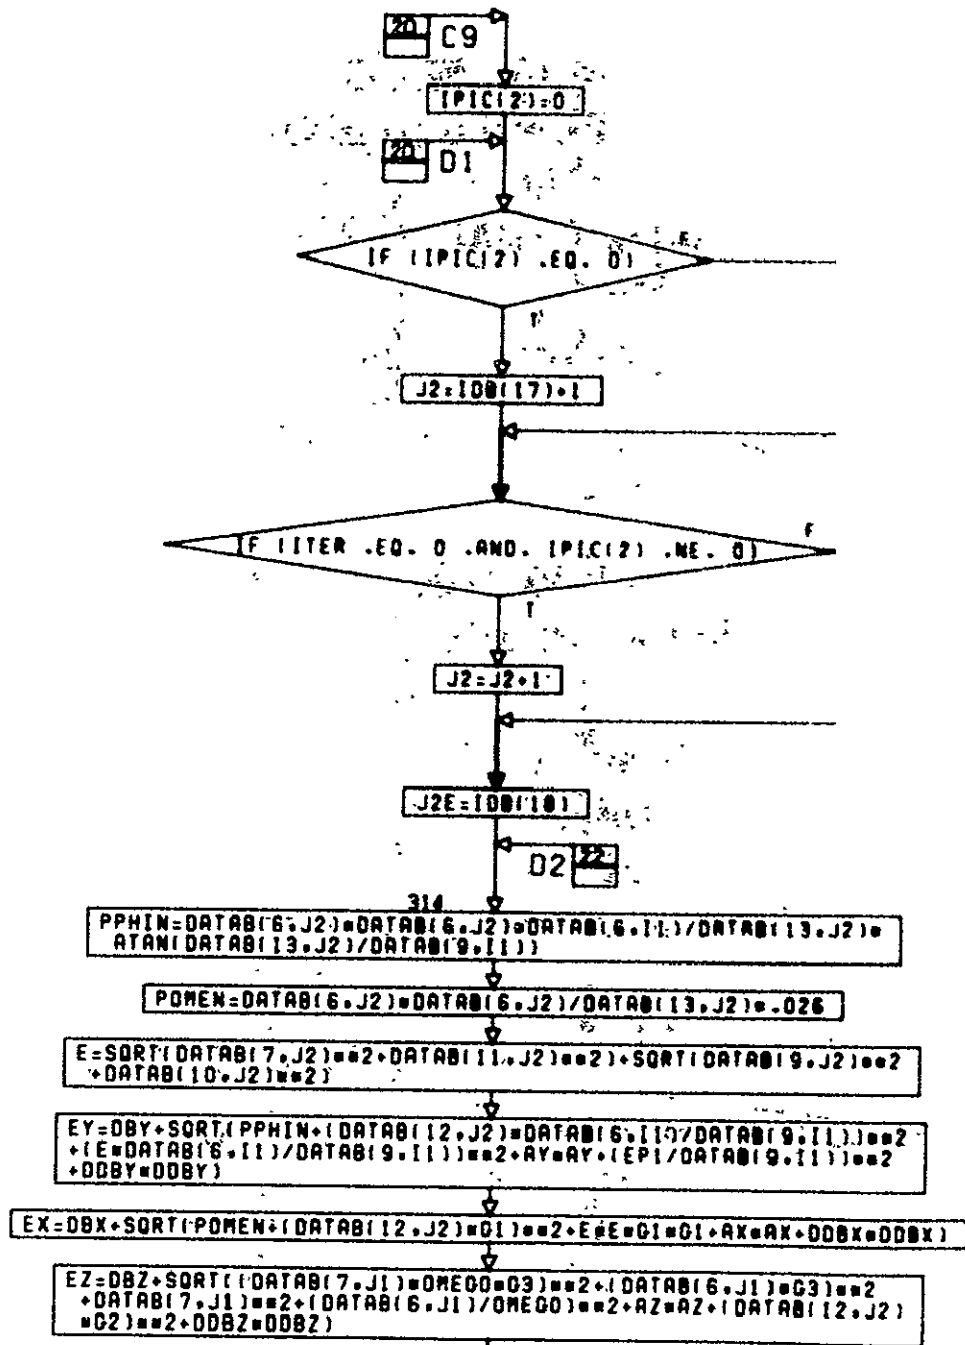 20 C9
IPIC(2)=0
20 D1
IF (IPIC(2) .EQ. 0) F
T
J2=IDB(17)+1
IF (ITER .EQ. 0 .AND. IPIC(2) .NE. 0) F
T
J2=J2+1
J2E=IDB(18)
D2 22
314
PPHIN=DATAB(6,J2)*DATAB(6,J2)*DATAB(6,I1)/DATAB(13,J2)*
ATAN(DATAB(13,J2)/DATAB(9,I1))
POMEN=DATAB(6,J2)*DATAB(6,J2)/DATAB(13,J2)*.026
E=SQRT(DATAB(7,J2)**2+DATAB(11,J2)**2)+SQRT(DATAB(9,J2)**2
+DATAB(10,J2)**2)
EY=DBY+SQRT(PPHIN+(DATAB(12,J2)*DATAB(6,I1)/DATAB(9,I1))**2
+(E*DATAB(6,I1)/DATAB(9,I1))**2+AY*AY+(EP1/DATAB(9,I1))**2
+DDBY*DDBY)
EX=DBX+SQRT(POMEN+(DATAB(12,J2)*G1)**2+E*E*G1*G1+AX*AX+DDBX*DDBX)
EZ=DBZ+SQRT((DATAB(7,J1)*OMEGO*G3)**2+(DATAB(6,J1)*G3)**2
+DATAB(7,J1)**2+(DATAB(6,J1)/OMEGO)**2+AZ*AZ+(DATAB(12,J2)
*G2)**2+DDBZ*DDBZ)